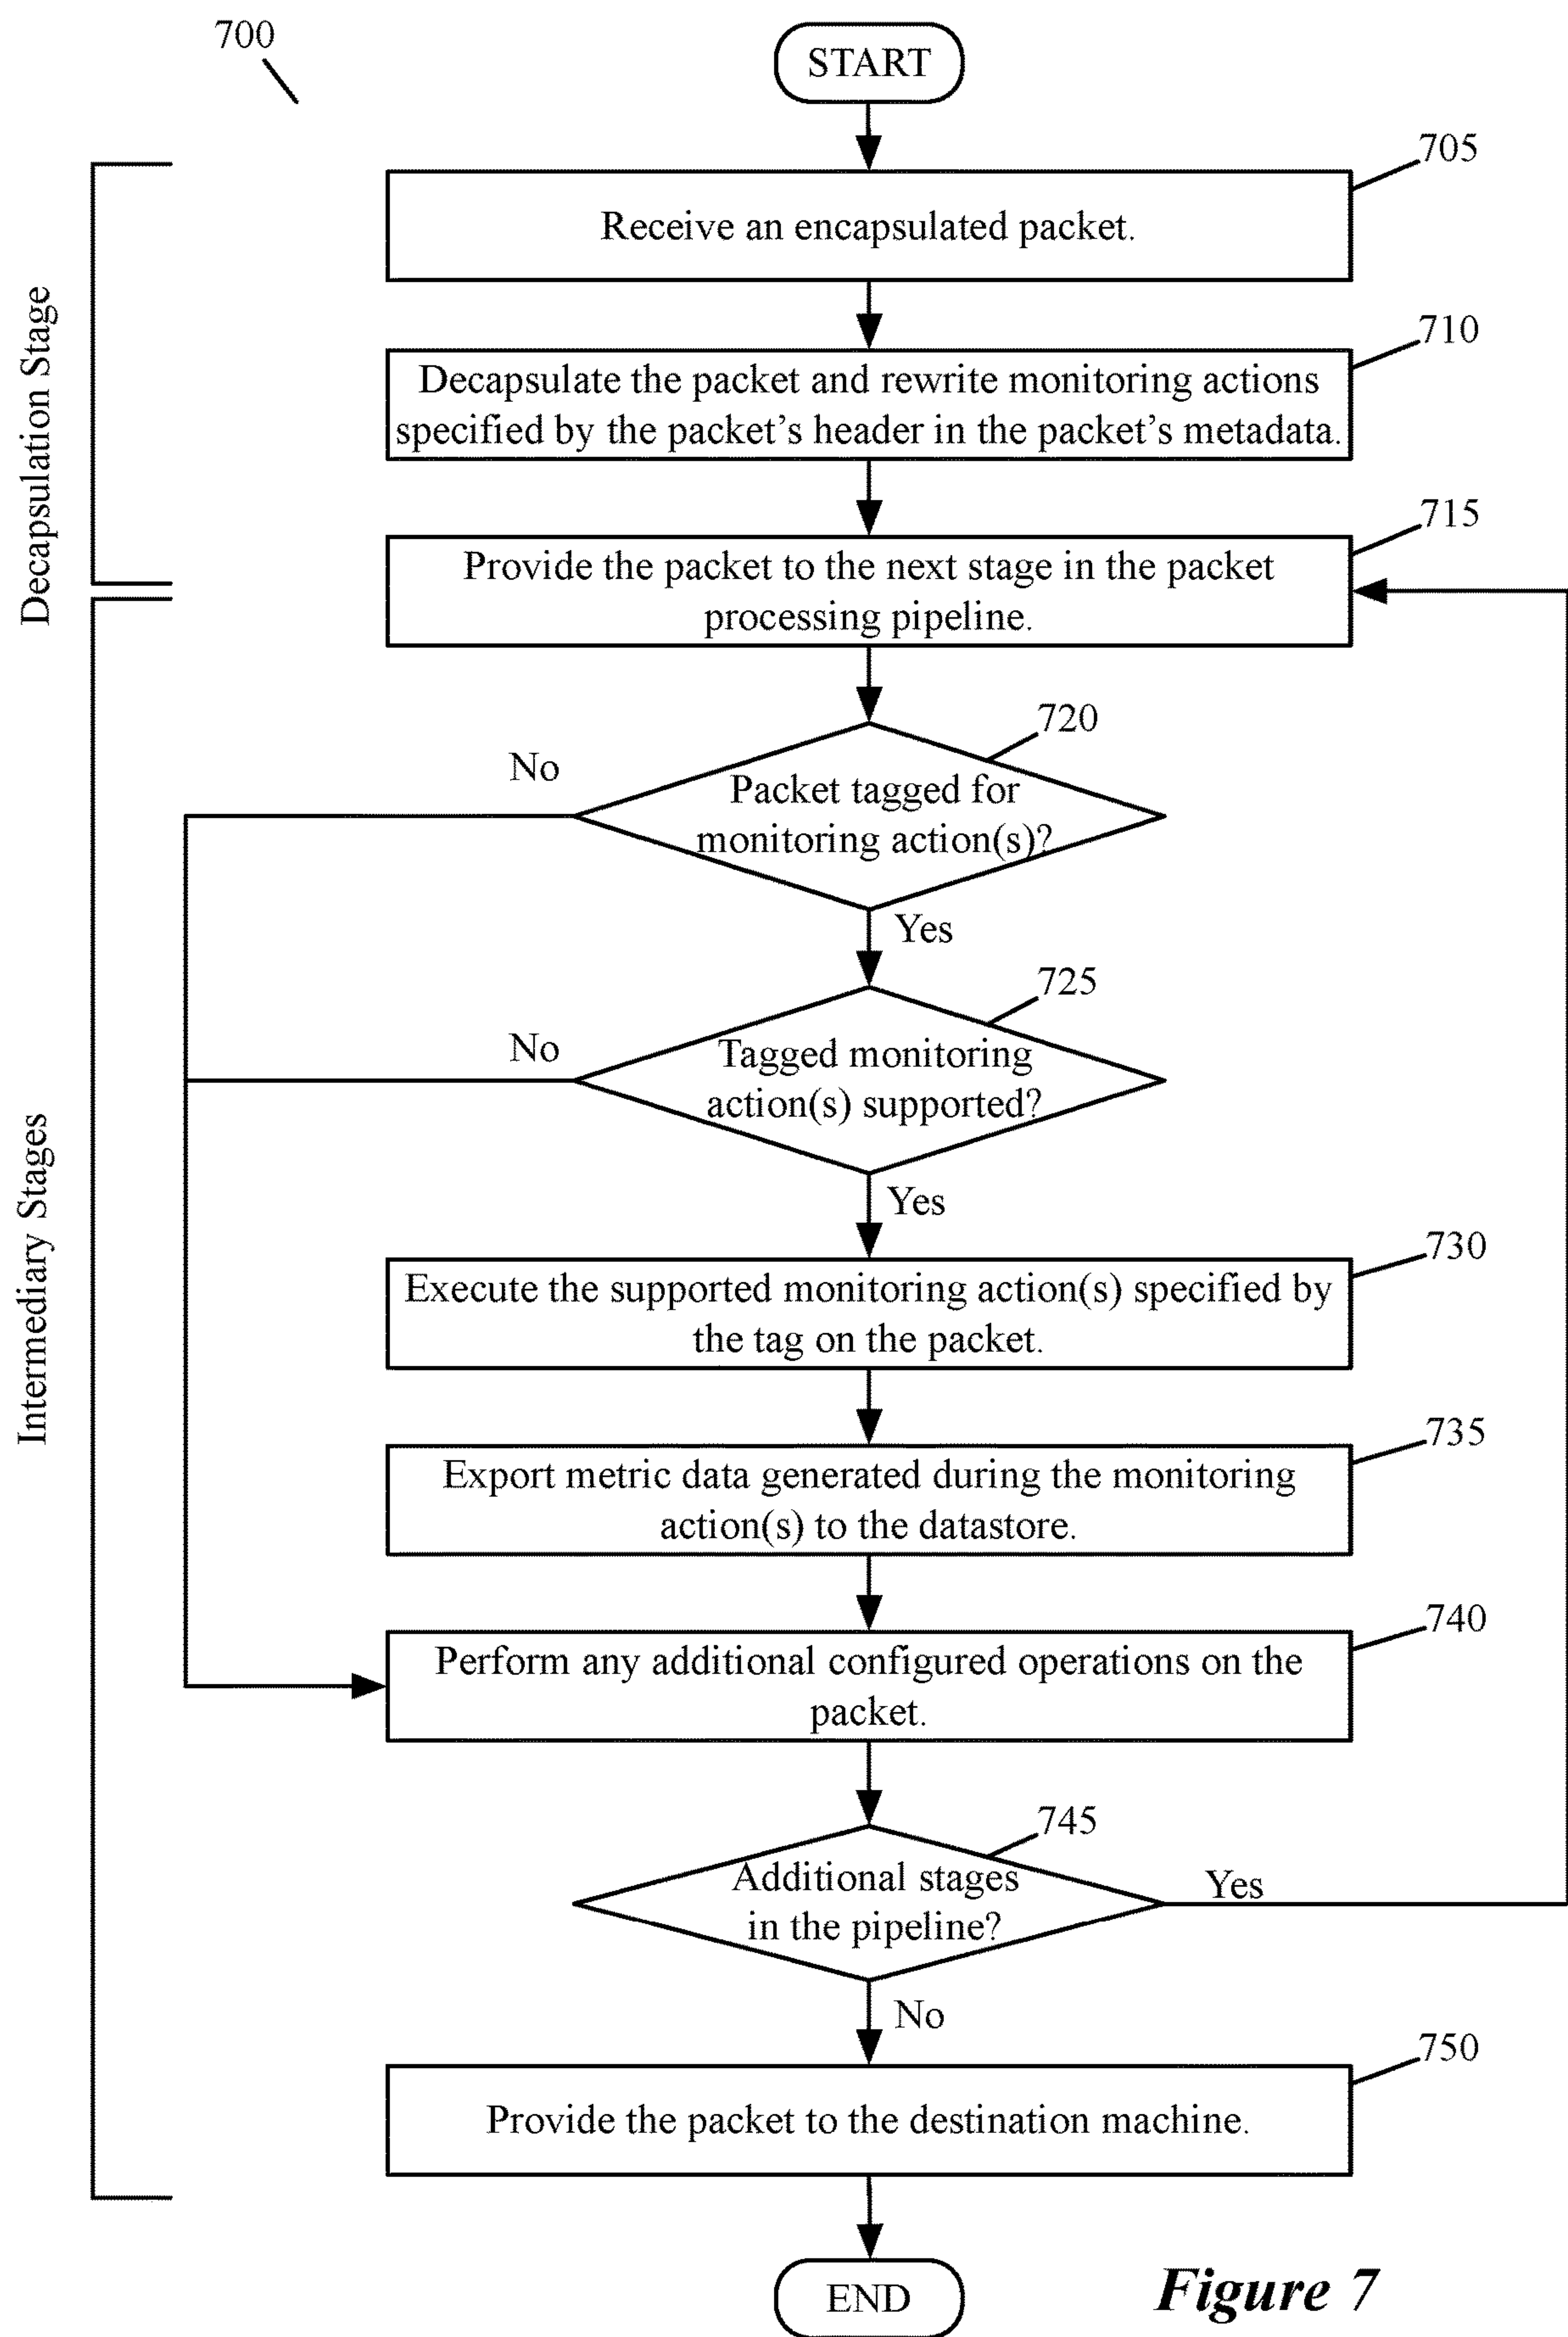 700
START
705
Receive an encapsulated packet.
710
Decapsulate the packet and rewrite monitoring actions
specified by the packet’s header in the packet’s metadata.
Decapsulation Stage
715
Provide the packet to the next stage in the packet
processing pipeline.
720
No
Packet tagged for
monitoring action(s)?
Yes
725
No
Tagged monitoring
action(s) supported?
Yes
Intermediary Stages
730
Execute the supported monitoring action(s) specified by
the tag on the packet.
735
Export metric data generated during the monitoring
action(s) to the datastore.
740
Perform any additional configured operations on the
packet.
745
Additional stages
in the pipeline?
Yes
No
750
Provide the packet to the destination machine.
END
Figure 7